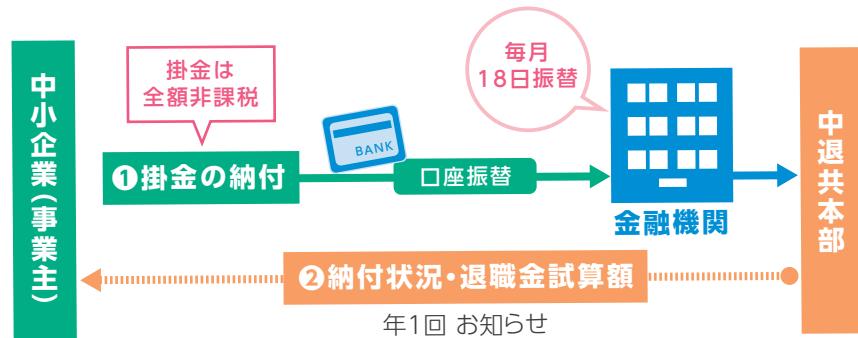 中小企業（事業主）
掛金は
全額非課税
❶掛金の納付
BANK
口座振替
毎月
18日振替
金融機関
中退共本部
❷納付状況・退職金試算額
年1回 お知らせ